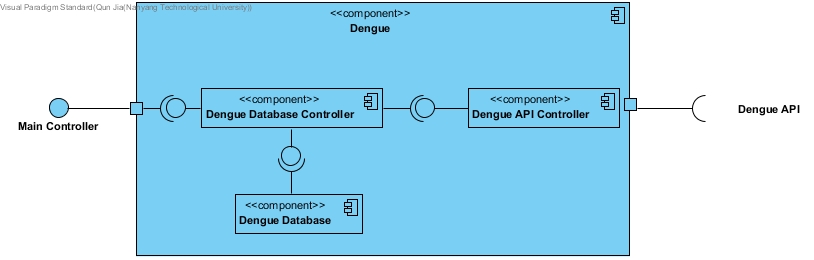 Visual Paradigm Standard(Qun Jia(Nanyang Technological University))
<<component>>
Dengue
<<component>>
Dengue Database Controller
<<component>>
Dengue API Controller
Main Controller
Dengue API
<<component>>
Dengue Database